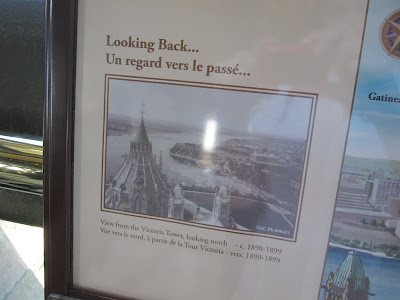 Looking Back...
Un regard vers le passé...
View from the Victoria Tower, looking north - c. 1890-1899
Vue vers le nord, à partir de la Tour Victoria - vers. 1890-1899
Gatinea